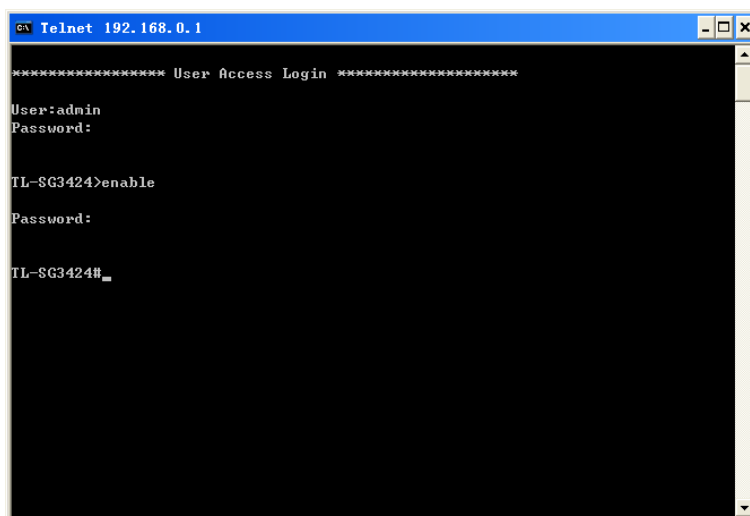 Telnet 192.168.0.1
***************** User Access Login ********************
User:admin
Password:
TL-SG3424>enable
Password:
TL-SG3424#_